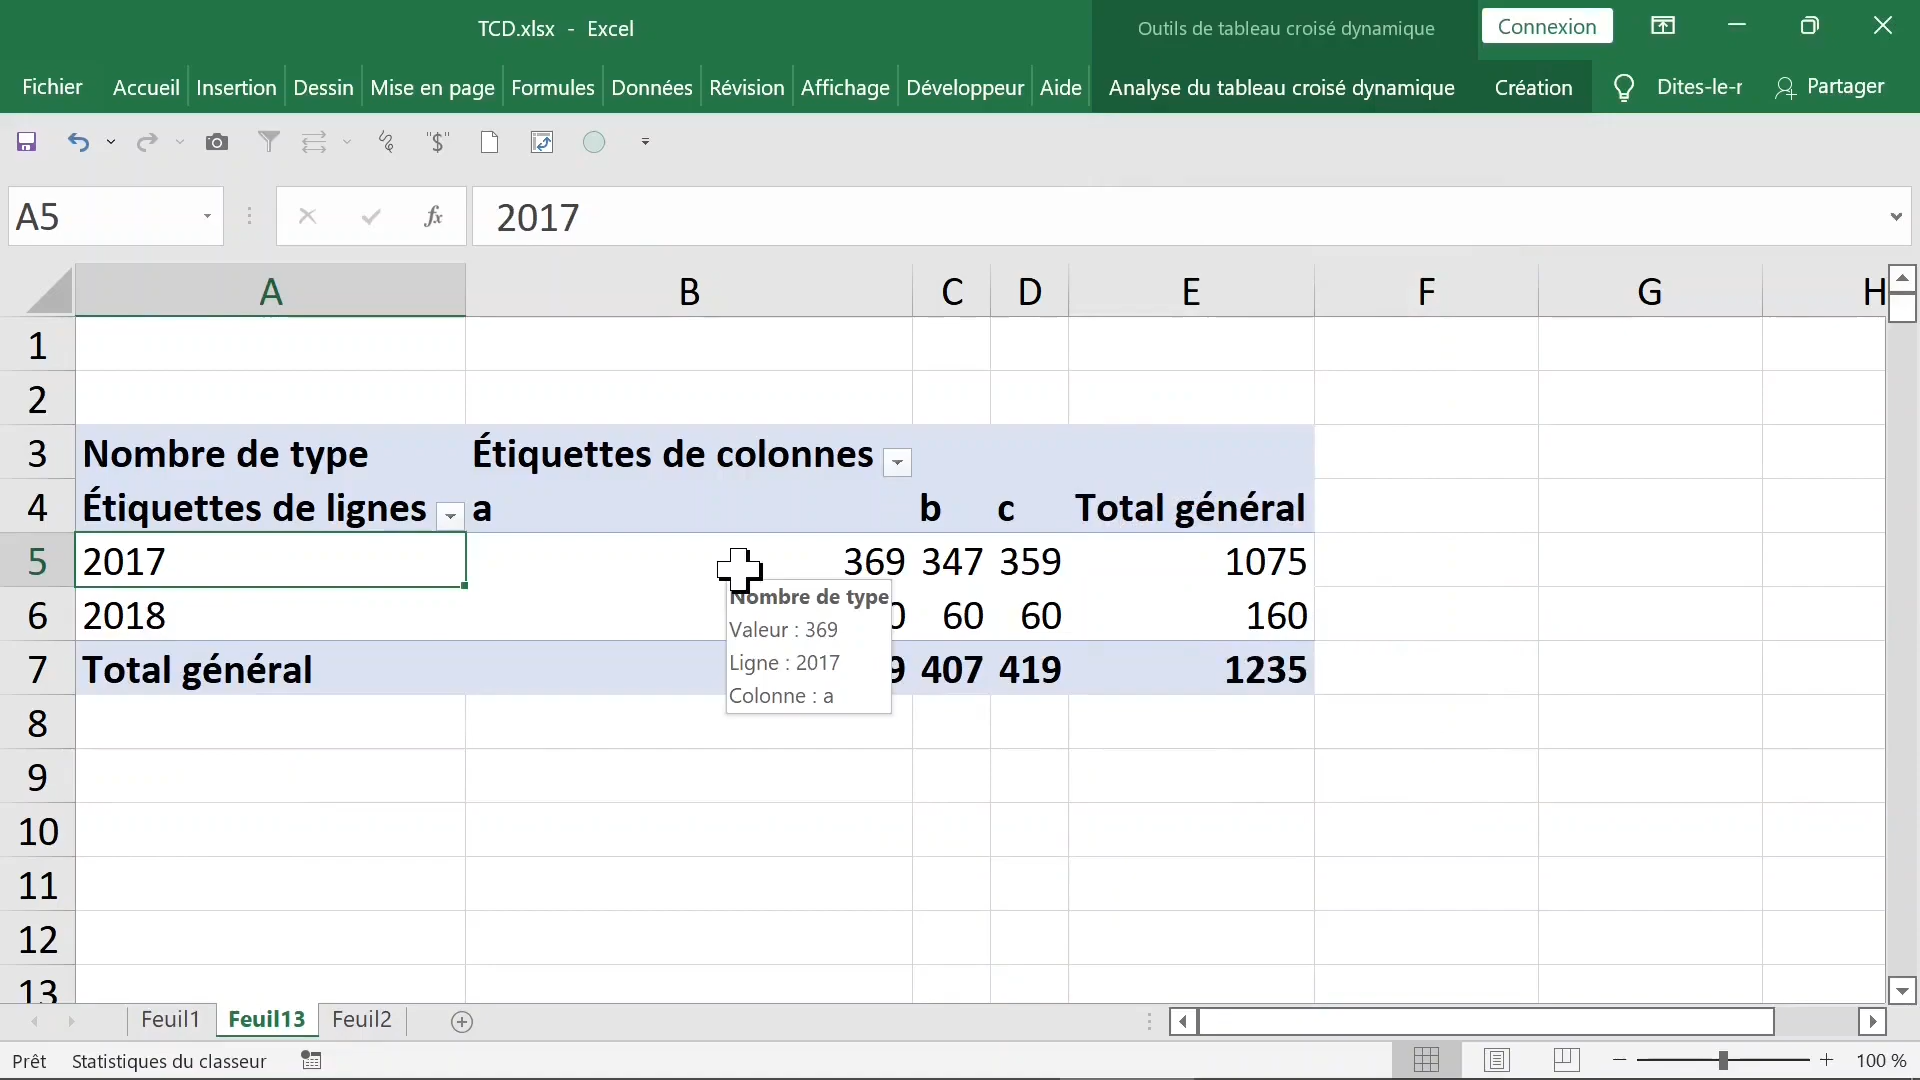 TCD.xlsx - Excel
Outils de tableau croisé dynamique
Connexion
Fichier Accueil Insertion Dessin Mise en page Formules Données Révision Affichage Développeur Aide Analyse du tableau croisé dynamique Création Dites-le-r Partager
"$"
A5 fx 2017
A B C D E F G H
1
2
3 Nombre de type Étiquettes de colonnes
4 Étiquettes de lignes a b c Total général
5 2017 369 347 359 1075
Nombre de type
6 2018 0 60 60 160
Valeur : 369
Ligne : 2017
7 Total général 9 407 419 1235
Colonne : a
8
9
10
11
12
13
Feuil1 Feuil13 Feuil2
Prêt Statistiques du classeur 100 %